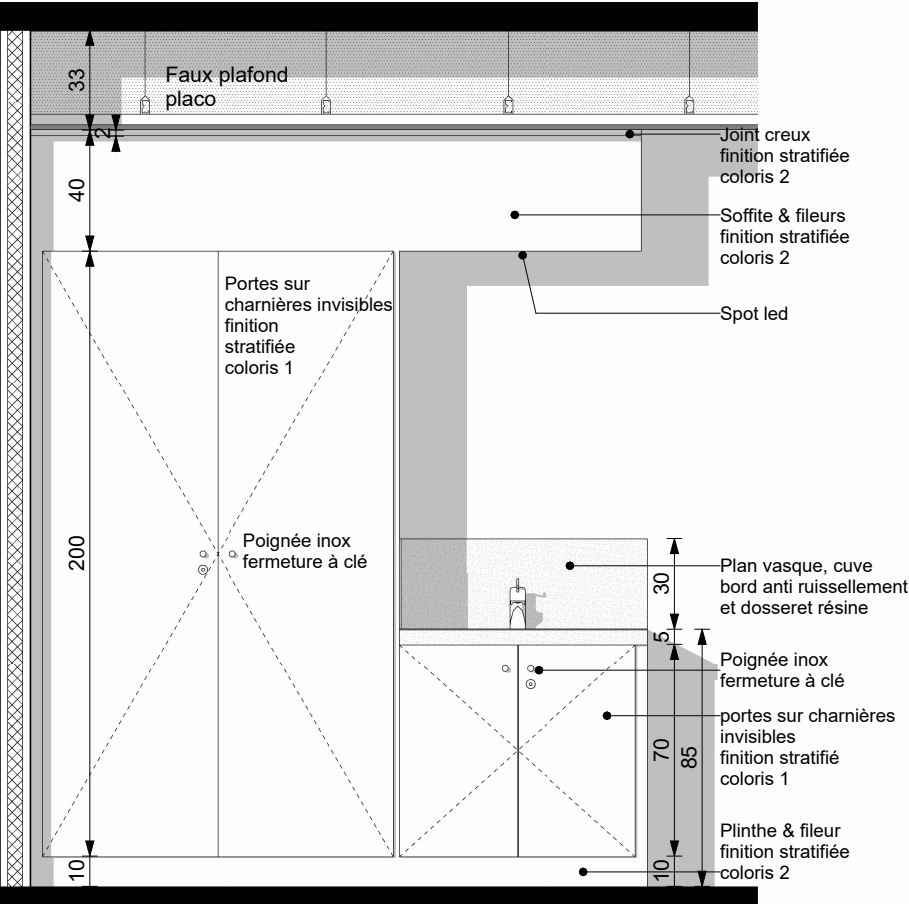 33
Faux plafond
placo
2
Joint creux
finition stratifiée
coloris 2
40
Soffite & fileurs
finition stratifiée
coloris 2
Portes sur
charnières invisibles
finition
stratifiée
coloris 1
Spot led
200
Poignée inox
fermeture à clé
30
Plan vasque, cuve
bord anti ruissellement
et dosseret résine
5
Poignée inox
fermeture à clé
70
85
portes sur charnières
invisibles
finition stratifié
coloris 1
10
10
Plinthe & fileur
finition stratifiée
coloris 2